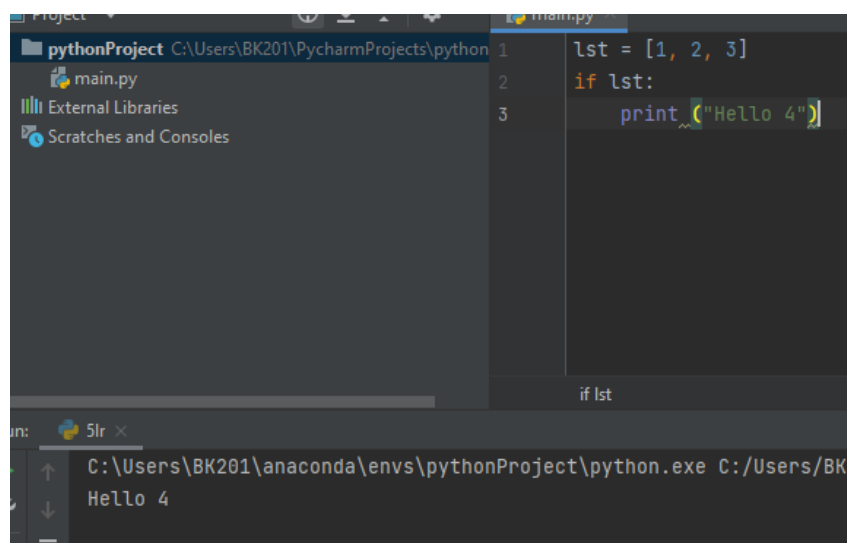 Project
main.py
pythonProject C:\Users\BK201\PycharmProjects\python
main.py
External Libraries
Scratches and Consoles
1 lst = [1, 2, 3]
2 if lst:
3 print ("Hello 4")
if lst
un: 5lr
C:\Users\BK201\anaconda\envs\pythonProject\python.exe C:/Users/BK
Hello 4